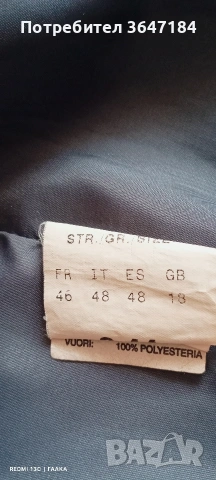 Потребител 3647184
STR. GR. SIZE
FR IT ES GB
46 48 48 18
VUORI:
100% POLYESTERIA
REDMI 13C | ГАЛКА
BAZAR